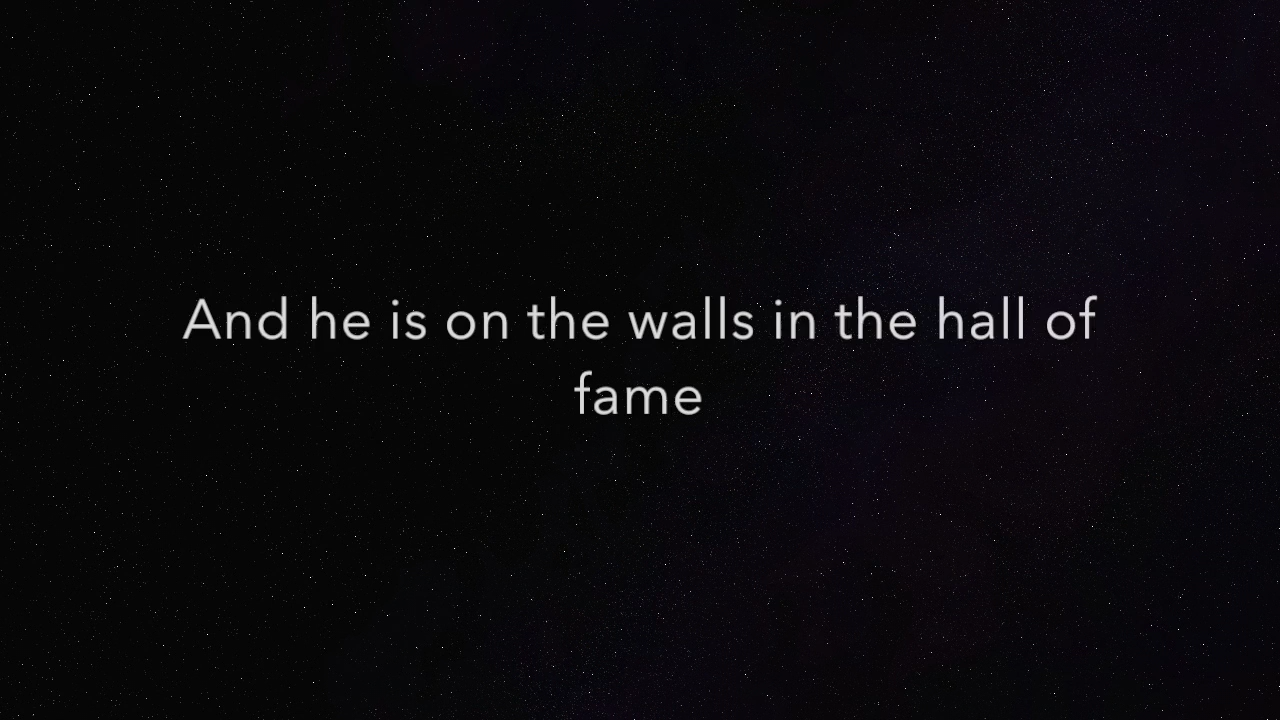 And he is on the walls in the hall of
fame